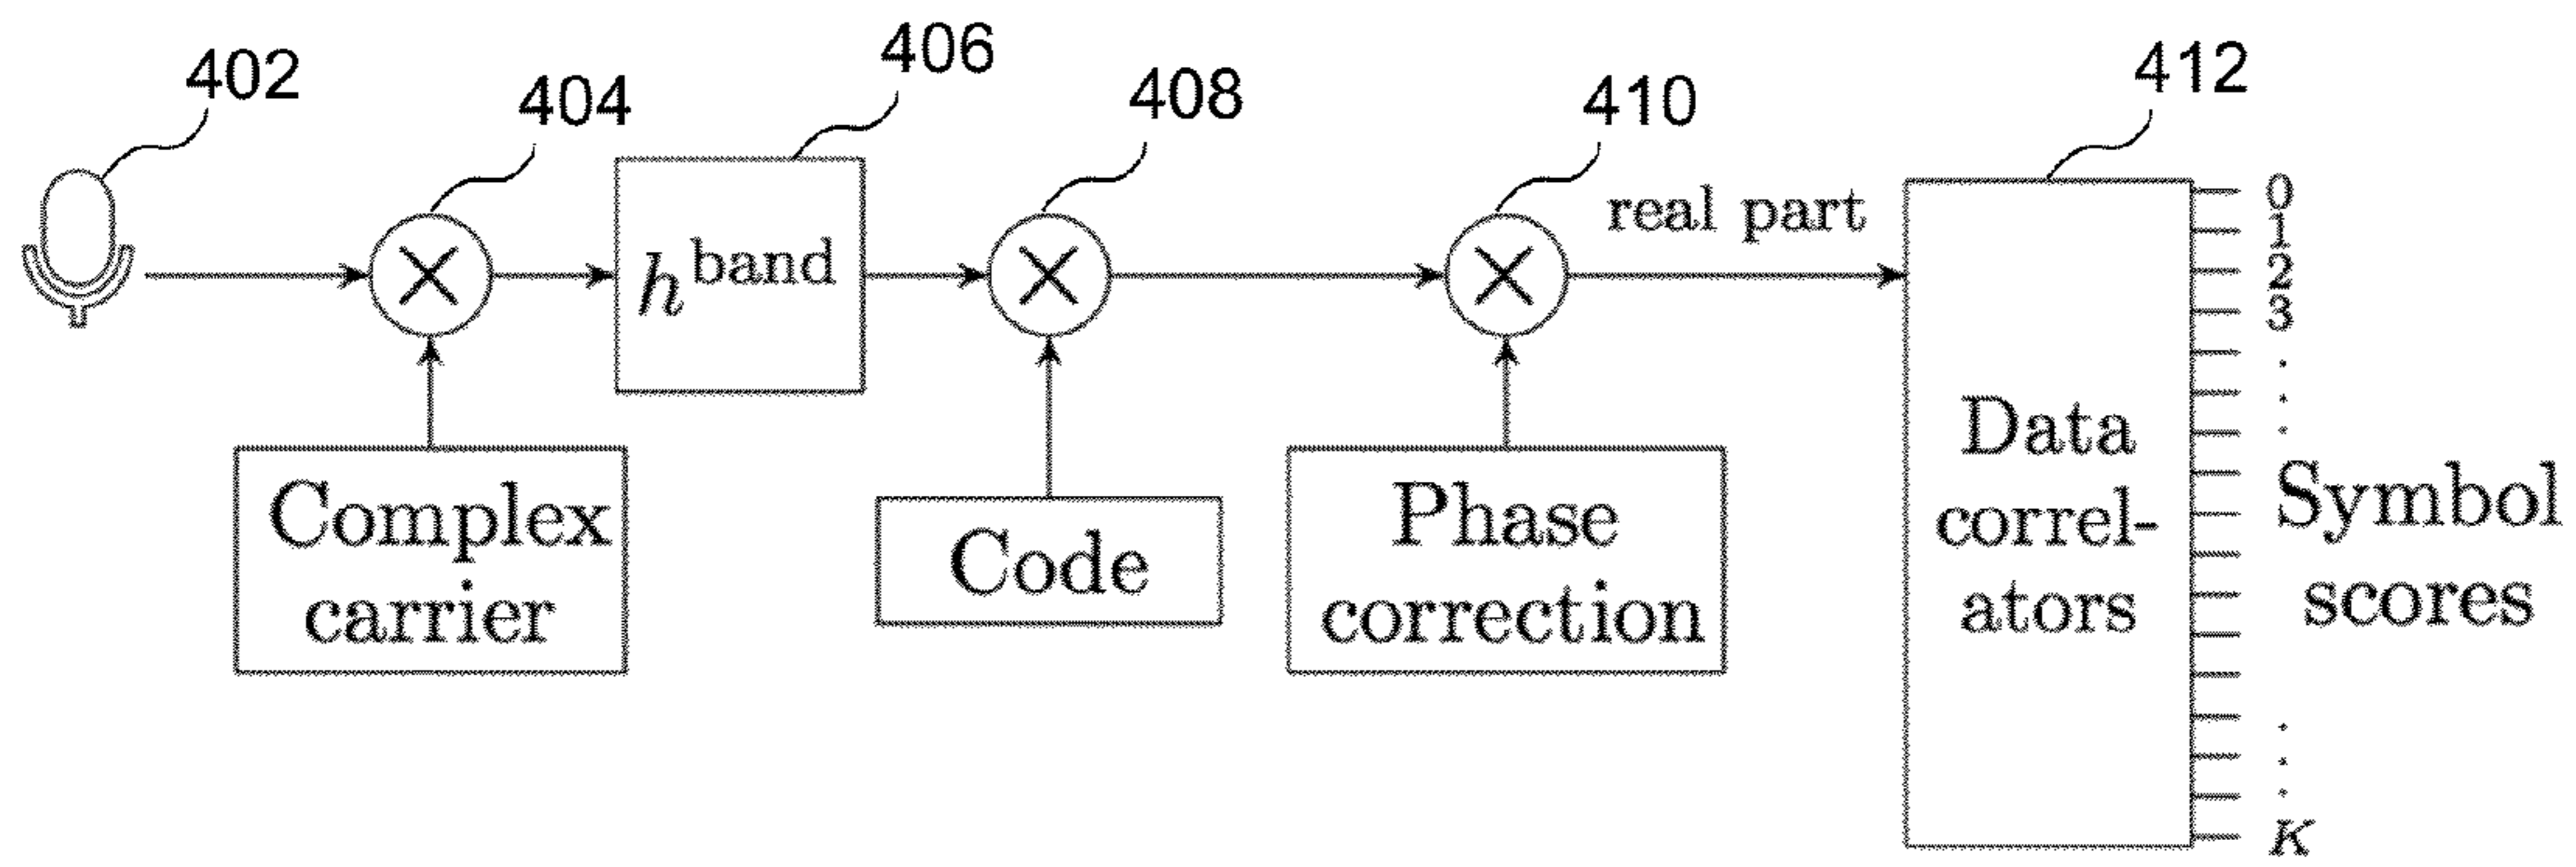 402
404
406
408
410
412
h^band
real part
0
1
2
3
.
.
.
Complex
carrier
Code
Phase
correction
Data
correl-
ators
Symbol
scores
.
.
.
K